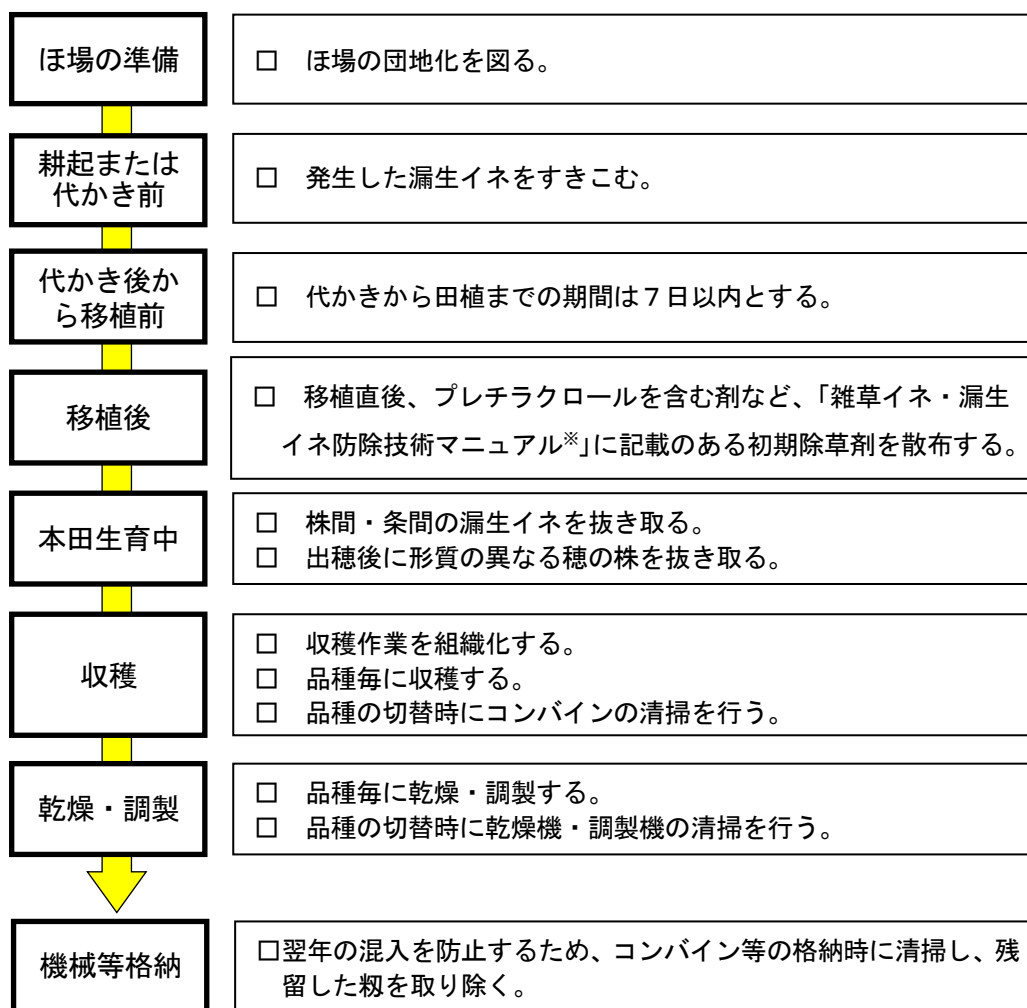 ほ場の準備
□ ほ場の団地化を図る。
耕起または
代かき前
□ 発生した漏生イネをすきこむ。
代かき後か
ら移植前
□ 代かきから田植までの期間は７日以内とする。
移植後
□ 移植直後、プレチラクロールを含む剤など、「雑草イネ・漏生
イネ防除技術マニュアル※」に記載のある初期除草剤を散布する。
本田生育中
□ 株間・条間の漏生イネを抜き取る。
□ 出穂後に形質の異なる穂の株を抜き取る。
収穫
□ 収穫作業を組織化する。
□ 品種毎に収穫する。
□ 品種の切替時にコンバインの清掃を行う。
乾燥・調製
□ 品種毎に乾燥・調製する。
□ 品種の切替時に乾燥機・調製機の清掃を行う。
機械等格納
□翌年の混入を防止するため、コンバイン等の格納時に清掃し、残
留した籾を取り除く。